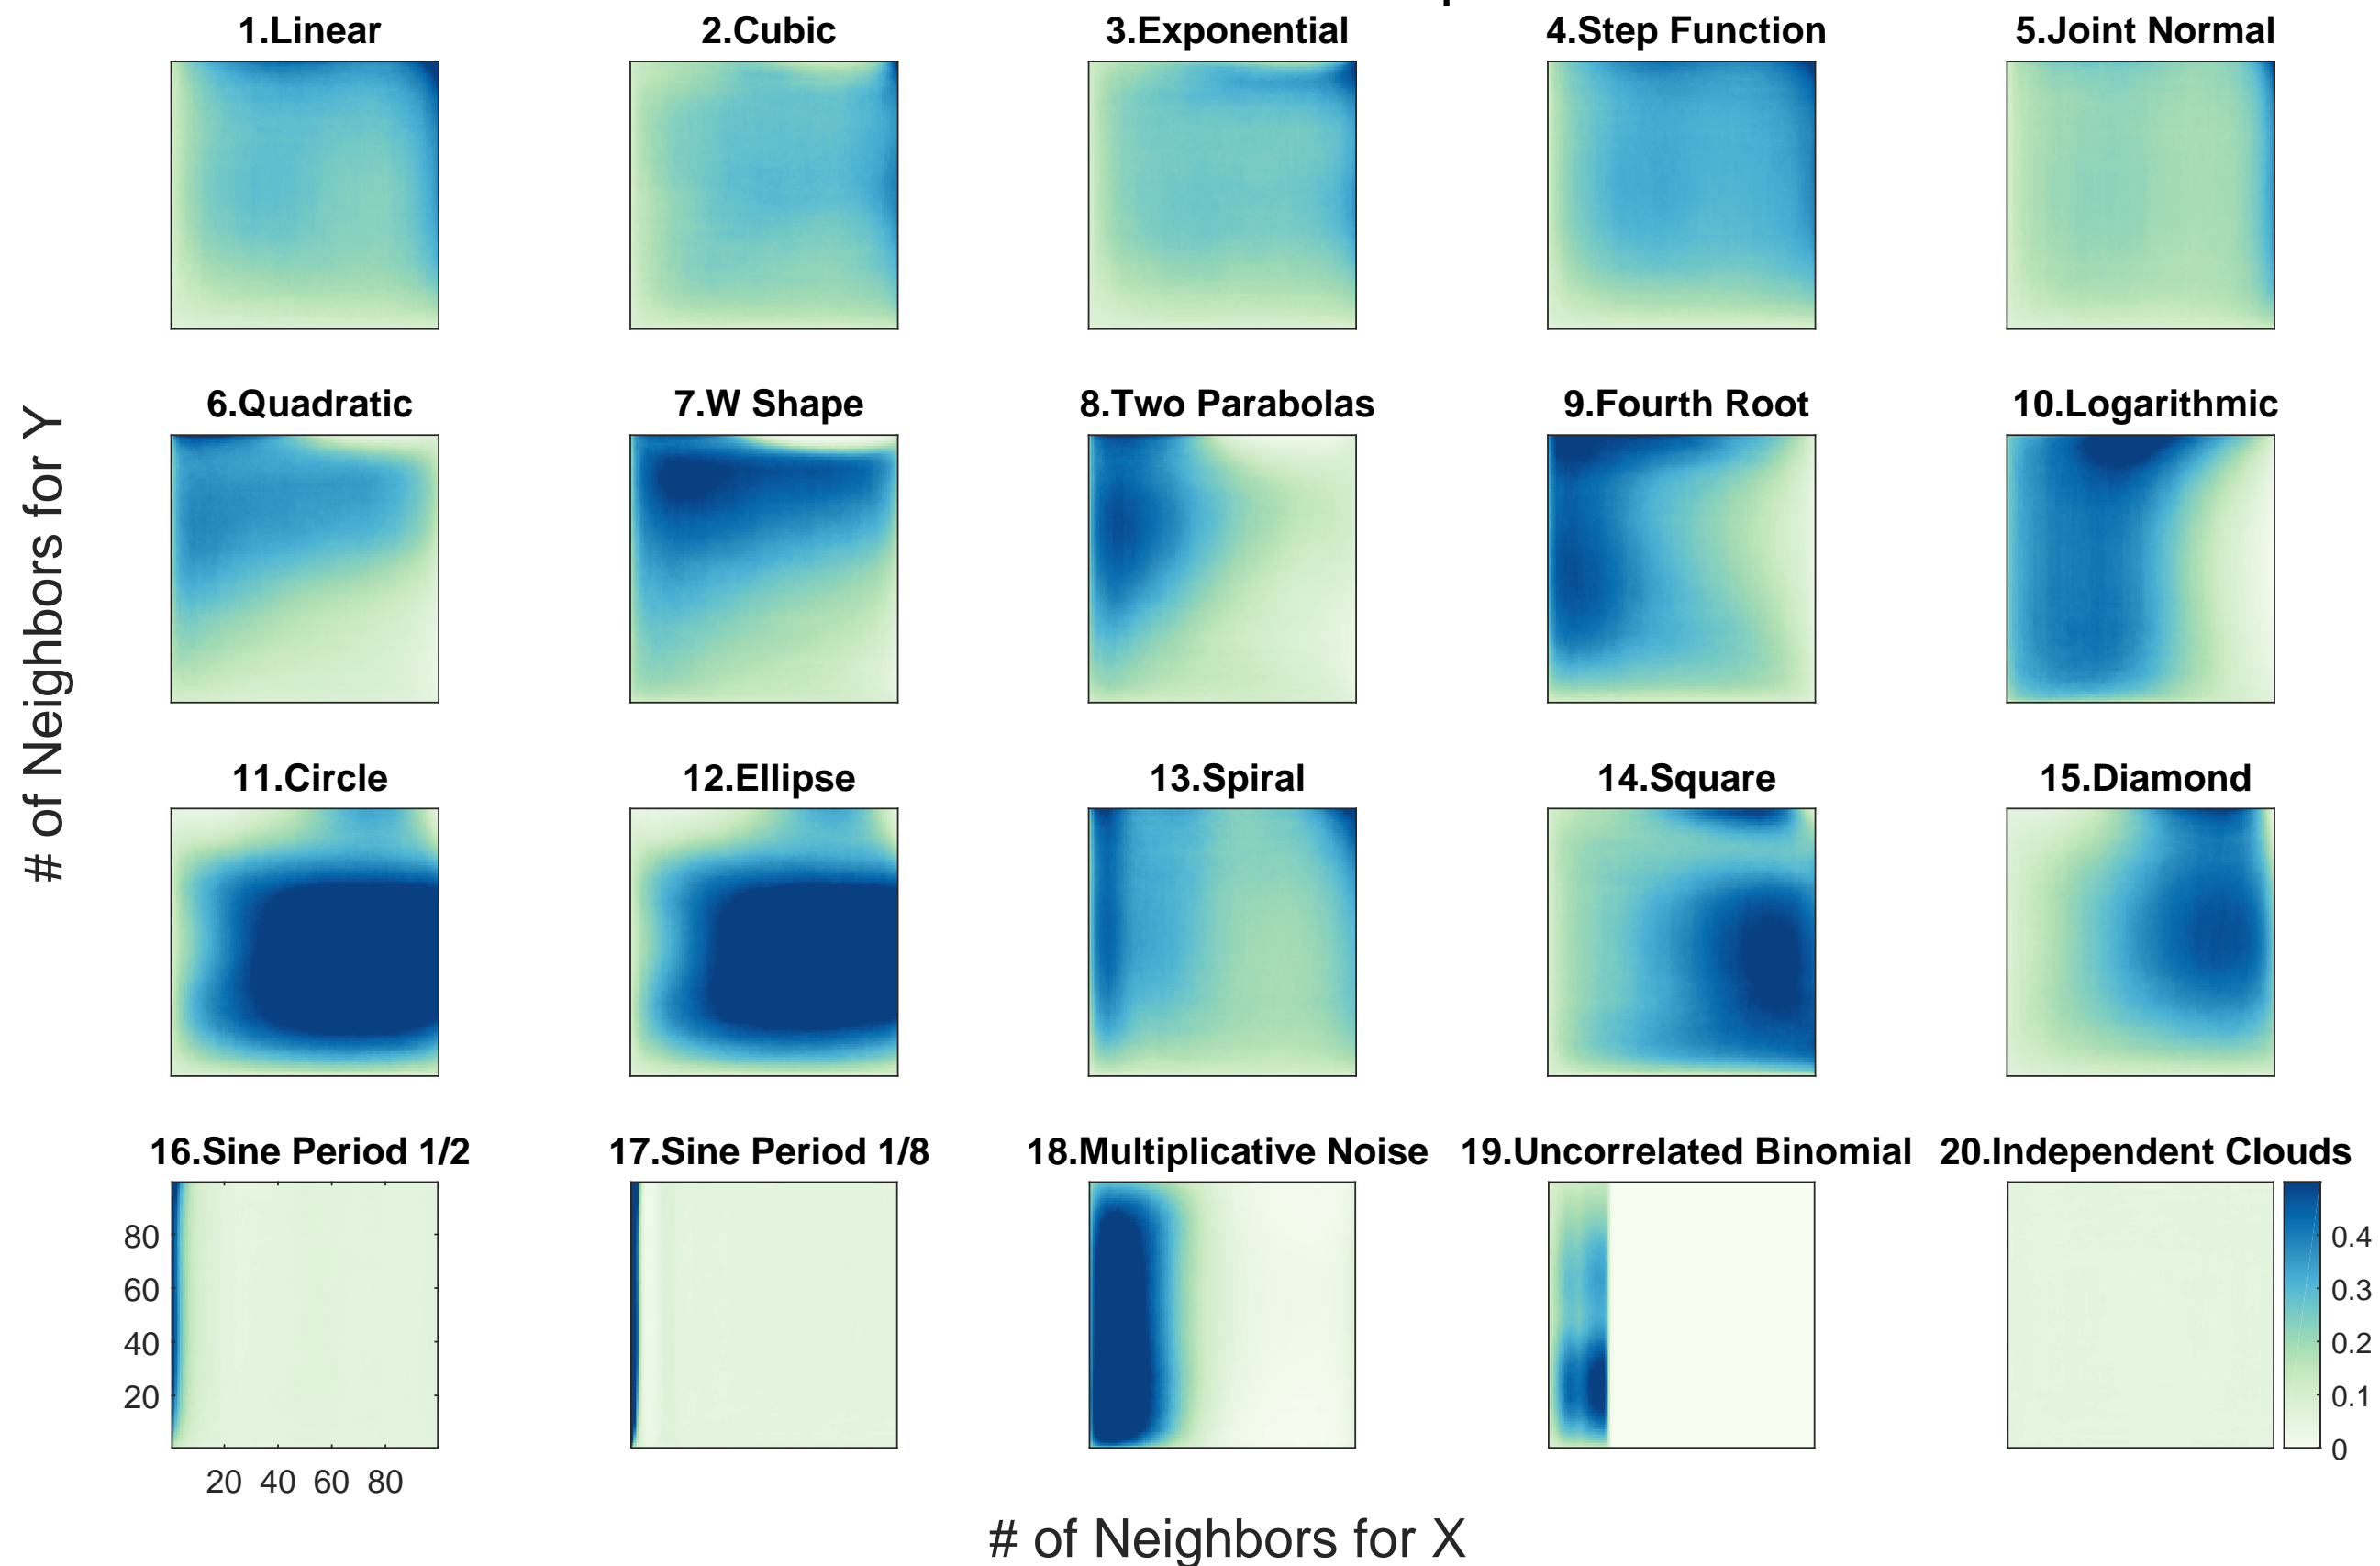 1.Linear
2.Cubic
3.Exponential
4.Step Function
5.Joint Normal
# of Neighbors for Y
6.Quadratic
7.W Shape
8.Two Parabolas
9.Fourth Root
10.Logarithmic
11.Circle
12.Ellipse
13.Spiral
14.Square
15.Diamond
16.Sine Period 1/2
17.Sine Period 1/8
18.Multiplicative Noise
19.Uncorrelated Binomial
20.Independent Clouds
80
60
40
20
20 40 60 80
0.4
0.3
0.2
0.1
0
# of Neighbors for X